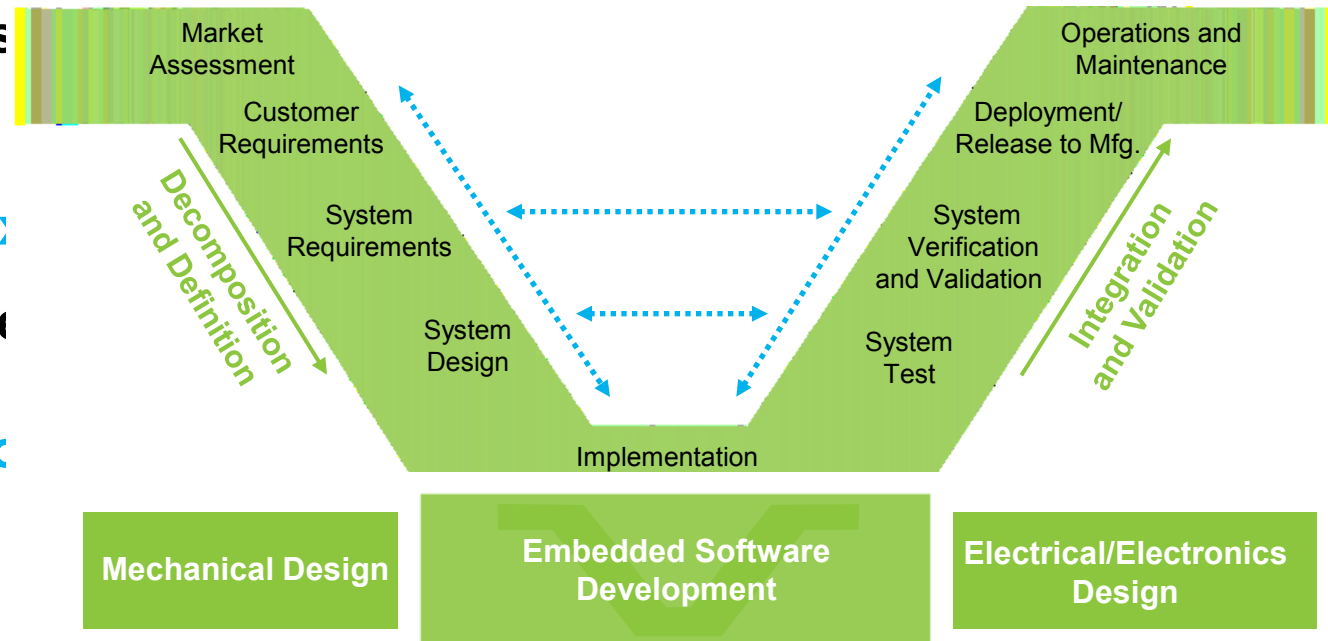 Market
Assessment
Customer
Requirements
System
Requirements
System
Design
Implementation
Operations and
Maintenance
Deployment/
Release to Mfg.
System
Verification
and Validation
System
Test
Decomposition
and Definition
Integration
and Validation
Mechanical Design
Embedded Software
Development
Electrical/Electronics
Design